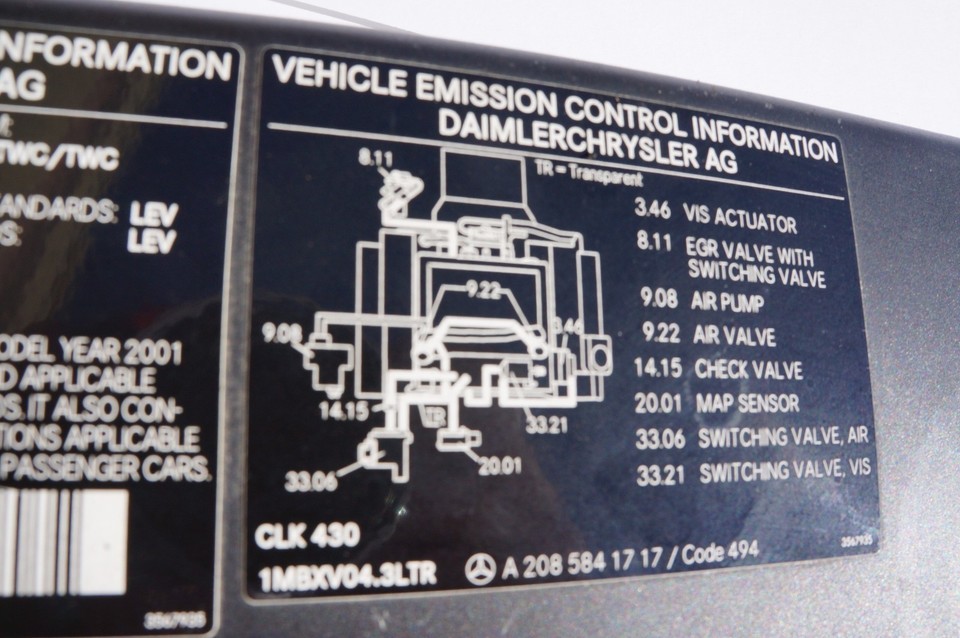 NFORMATION
AG
TWC/TWC
ANDARDS: LEV
S: LEV
ODEL YEAR 2001
D APPLICABLE
DS. IT ALSO CON-
TIONS APPLICABLE
PASSENGER CARS.
3567935
VEHICLE EMISSION CONTROL INFORMATION
DAIMLERCHRYSLER AG
TR = Transparent
8.11
9.22
9.08
3.46
14.15
TR
33.21
33.06
20.01
3.46 VIS ACTUATOR
8.11 EGR VALVE WITH
SWITCHING VALVE
9.08 AIR PUMP
9.22 AIR VALVE
14.15 CHECK VALVE
20.01 MAP SENSOR
33.06 SWITCHING VALVE, AIR
33.21 SWITCHING VALVE, VIS
CLK 430
1MBXV04.3LTR
A 208 584 17 17 / Code 494
3567935